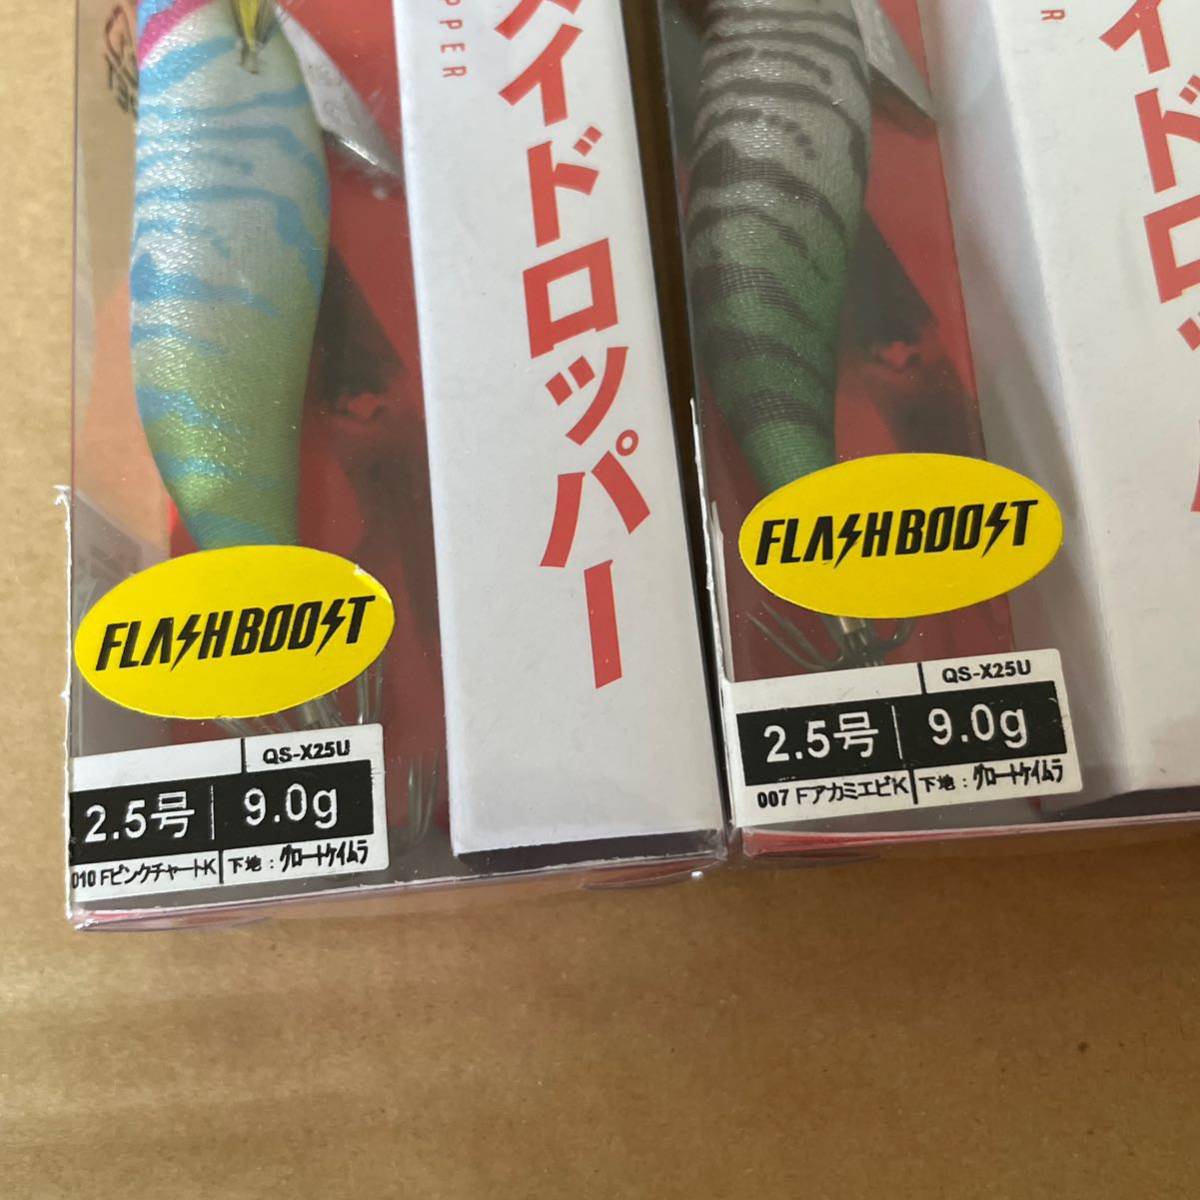 PPER
イドロッパー
FLASHBOOST
QS-X25U
2.5号 9.0g
010 FピンクチャートK 下地：グロートケイムラ
R
イドロッ
FLASHBOOST
QS-X25U
2.5号 9.0g
007 FアカミエビK 下地：グロートケイムラ